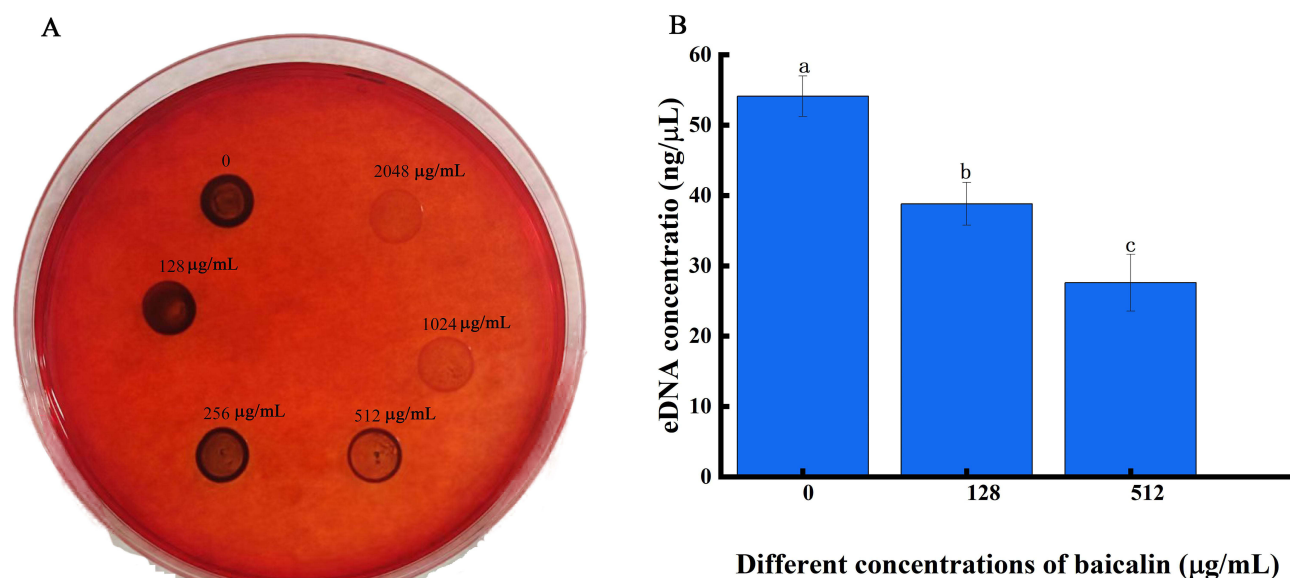 A
0
2048 μg/mL
128 μg/mL
1024 μg/mL
256 μg/mL
512 μg/mL
B
60
50
40
30
20
10
0
eDNA concentratio (ng/μL)
a
b
c
0
128
512
Different concentrations of baicalin (μg/mL)